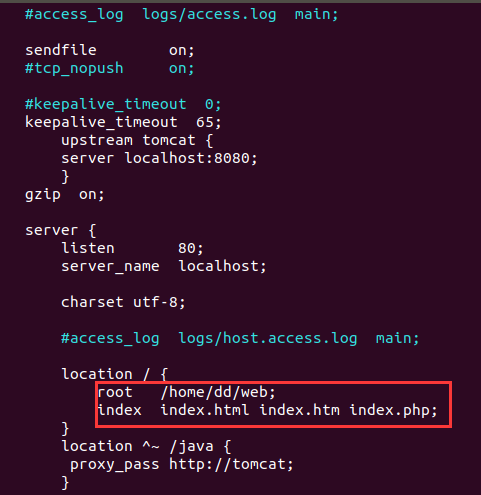 #access_log  logs/access.log  main;
sendfile        on;
#tcp_nopush     on;
#keepalive_timeout  0;
keepalive_timeout  65;
upstream tomcat {
server localhost:8080;
}
gzip  on;
server {
listen       80;
server_name  localhost;
charset utf-8;
#access_log  logs/host.access.log  main;
location / {
root   /home/dd/web;
index  index.html index.htm index.php;
}
location ^~ /java {
proxy_pass http://tomcat;
}